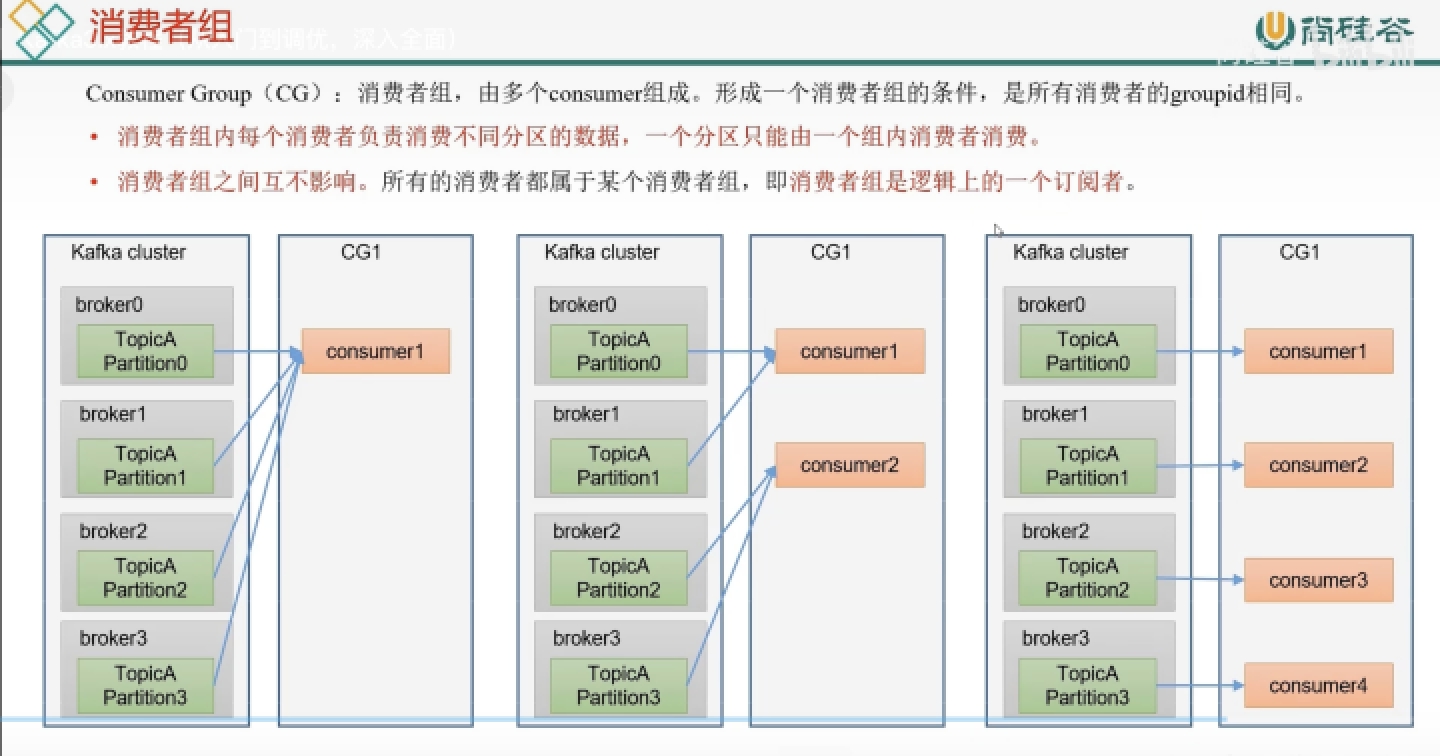 消费者组
尚硅谷
Consumer Group（CG）：消费者组，由多个consumer组成。形成一个消费者组的条件，是所有消费者的groupid相同。
• 消费者组内每个消费者负责消费不同分区的数据，一个分区只能由一个组内消费者消费。
• 消费者组之间互不影响。所有的消费者都属于某个消费者组，即消费者组是逻辑上的一个订阅者。
Kafka cluster
broker0
TopicA
Partition0
broker1
TopicA
Partition1
broker2
TopicA
Partition2
broker3
TopicA
Partition3
CG1
consumer1
Kafka cluster
broker0
TopicA
Partition0
broker1
TopicA
Partition1
broker2
TopicA
Partition2
broker3
TopicA
Partition3
CG1
consumer1
consumer2
Kafka cluster
broker0
TopicA
Partition0
broker1
TopicA
Partition1
broker2
TopicA
Partition2
broker3
TopicA
Partition3
CG1
consumer1
consumer2
consumer3
consumer4